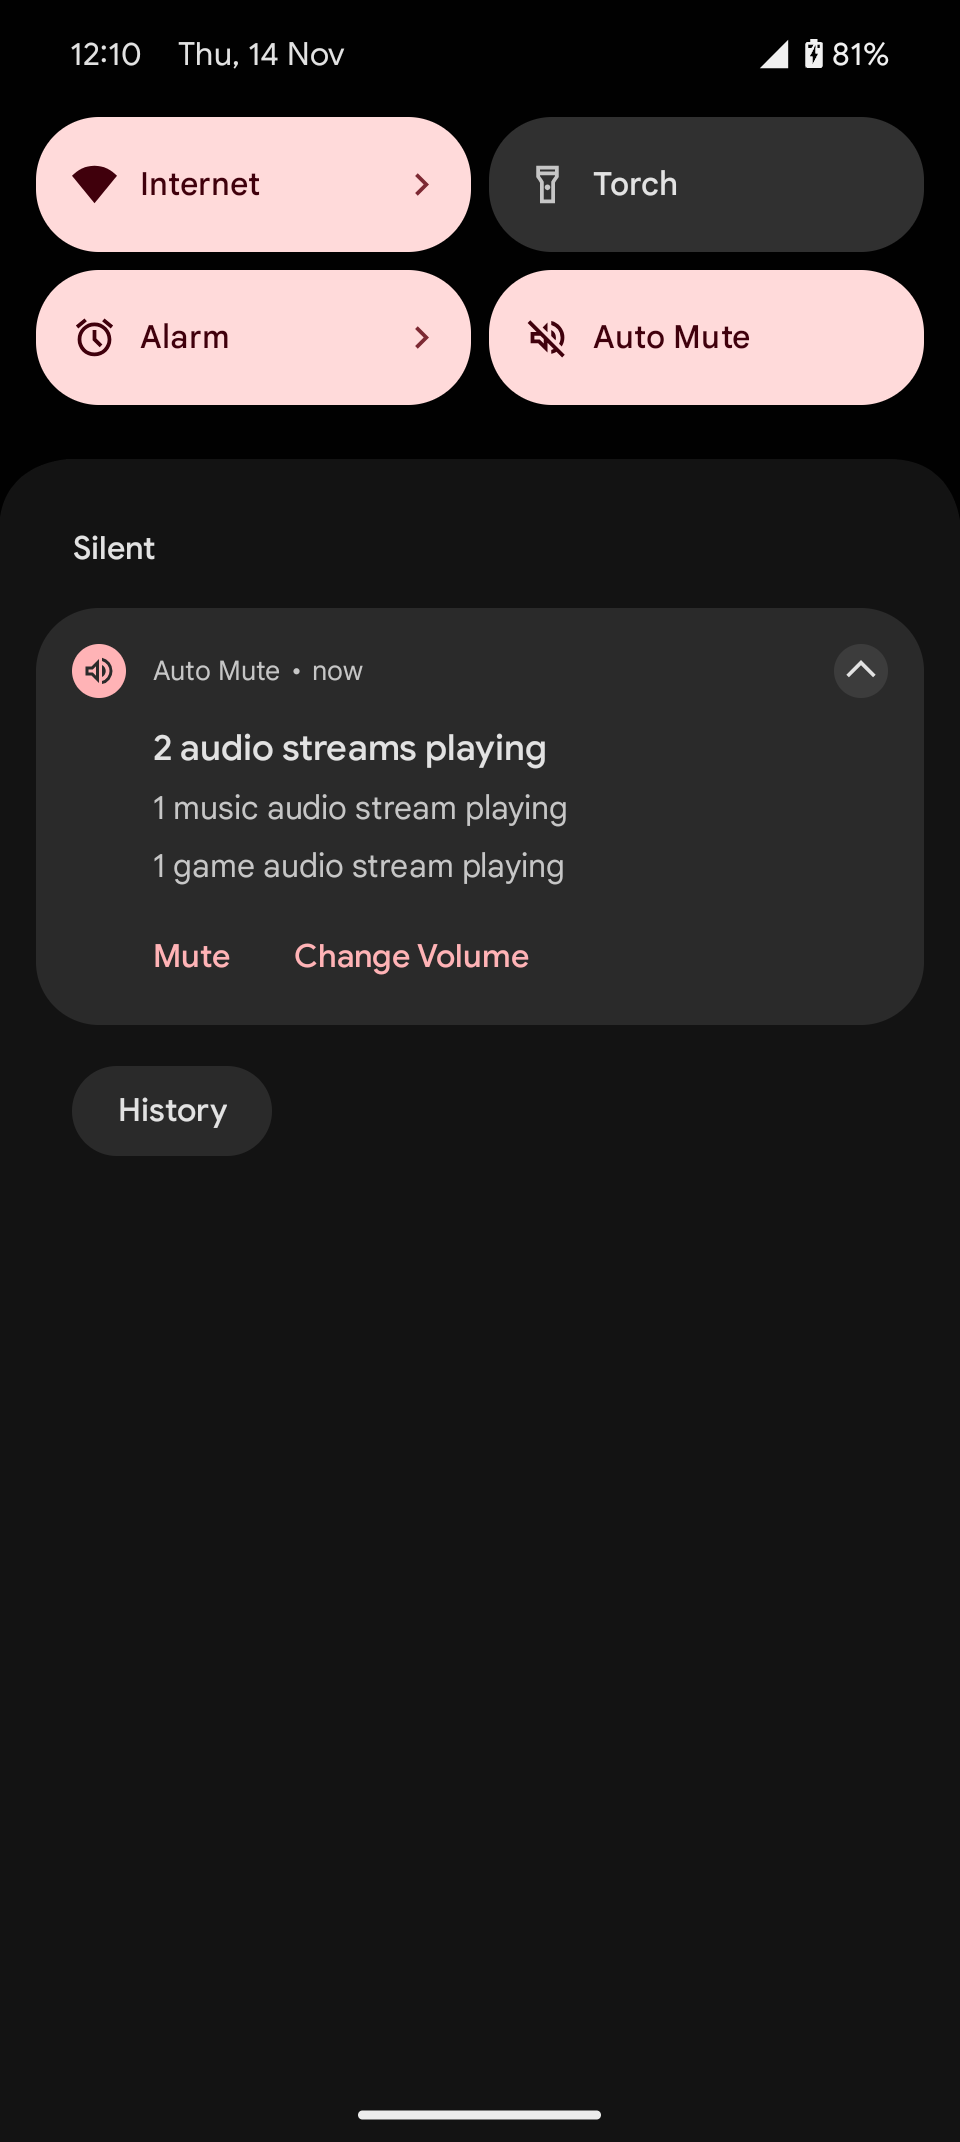 12:10 Thu, 14 Nov 81%
Internet
Torch
Alarm
Auto Mute
Silent
Auto Mute • now
2 audio streams playing
1 music audio stream playing
1 game audio stream playing
Mute Change Volume
History